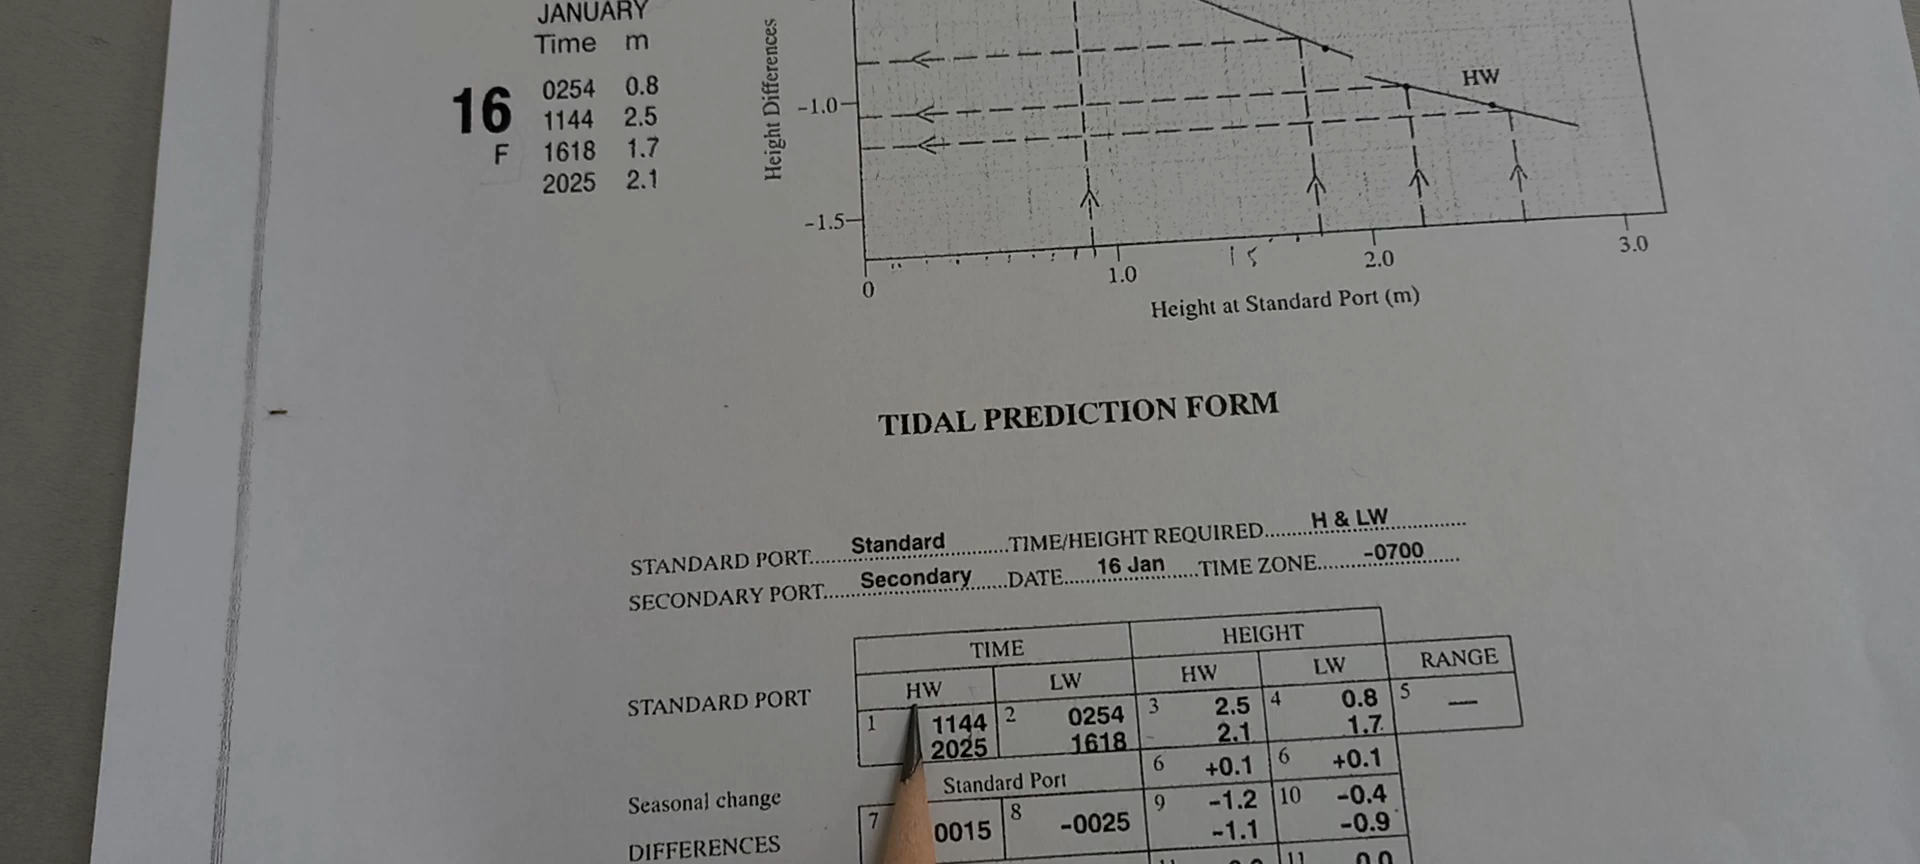 JANUARY
Time m
16 0254 0.8
1144 2.5
F 1618 1.7
2025 2.1
Height Differences
-1.0
-1.5
HW
0
1.0
15
2.0
3.0
Height at Standard Port (m)
TIDAL PREDICTION FORM
STANDARD PORT Standard TIME/HEIGHT REQUIRED H & LW
SECONDARY PORT Secondary DATE 16 Jan TIME ZONE -0700
TIME HEIGHT
HW LW HW LW RANGE
STANDARD PORT 1 1144 2 0254 3 2.5 4 0.8 5 —
2025 1618 2.1 1.7
Seasonal change Standard Port 6 +0.1 6 +0.1
DIFFERENCES 7 0015 8 -0025 9 -1.2 10 -0.4
-1.1 -0.9